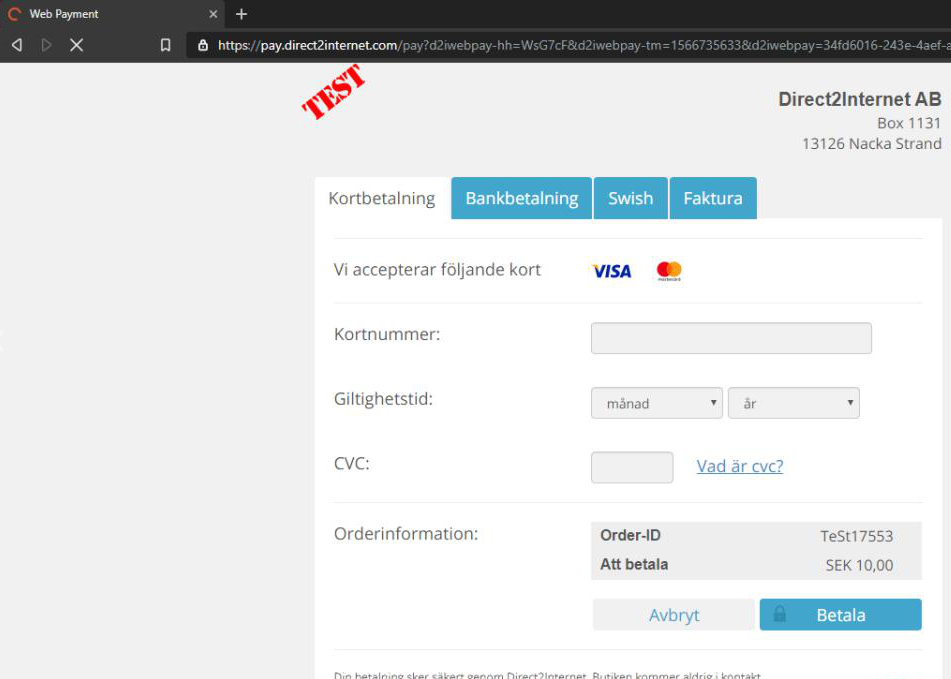 Web Payment
https://pay.direct2internet.com/pay?d2iwebpay-hh=WsG7cF&d2iwebpay-tm=1566735633&d2iwebpay=34fd6016-243e-4aef-a
TEST
Direct2Internet AB
Box 1131
13126 Nacka Strand
Kortbetalning Bankbetalning Swish Faktura
Vi accepterar följande kort VISA mastercard
Kortnummer:
Giltighetstid: månad år
CVC: Vad är cvc?
Orderinformation: Order-ID TeSt17553
Att betala SEK 10,00
Avbryt Betala
Din betalning sker säkert genom Direct2Internet. Butiken kommer aldrig i kontakt